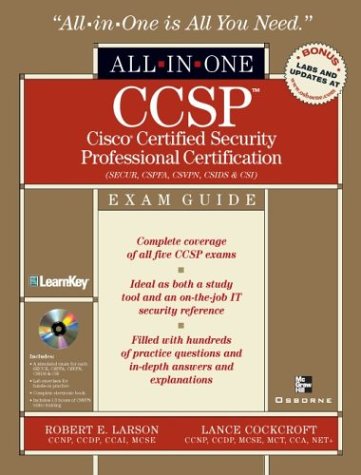 "All-in-One is All You Need."
BONUS
LABS AND
UPDATES AT
www.osborne.com
ALL-IN-ONE
CCSP™
Cisco® Certified Security
Professional Certification
(SECUR, CSPFA, CSVPN, CSIDS & CSI)
EXAM GUIDE
Complete coverage
of all five CCSP exams
Ideal as both a study
tool and an on-the-job IT
security reference
Filled with hundreds
of practice questions and
in-depth answers and
explanations
LearnKey
Includes:
Mc
Graw
Hill
OSBORNE
ROBERT E. LARSON
CCNP, CCDP, CCAI, MCSE
LANCE COCKCROFT
CCNP, CCDP, MCSE, MCT, CCA, NET+